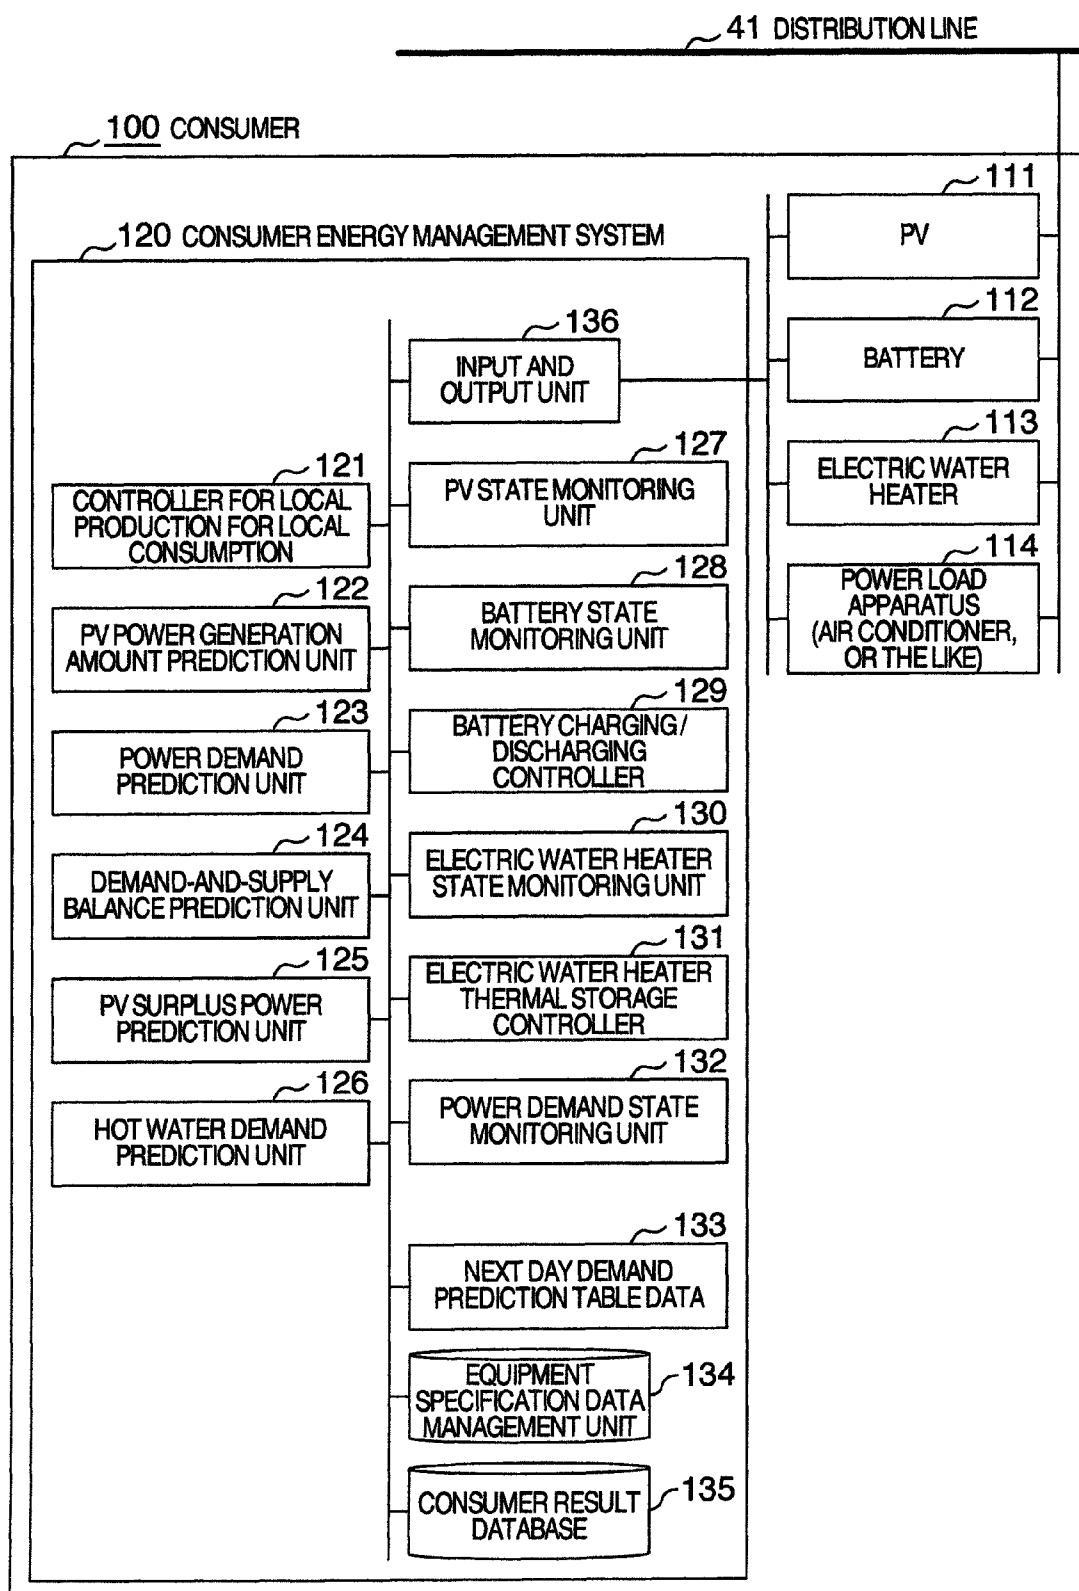 41 DISTRIBUTION LINE
100 CONSUMER
111
PV
120 CONSUMER ENERGY MANAGEMENT SYSTEM
112
BATTERY
136
INPUT AND
OUTPUT UNIT
113
ELECTRIC WATER
HEATER
114
POWER LOAD
APPARATUS
(AIR CONDITIONER,
OR THE LIKE)
121
CONTROLLER FOR LOCAL
PRODUCTION FOR LOCAL
CONSUMPTION
122
PV POWER GENERATION
AMOUNT PREDICTION UNIT
123
POWER DEMAND
PREDICTION UNIT
124
DEMAND-AND-SUPPLY
BALANCE PREDICTION UNIT
125
PV SURPLUS POWER
PREDICTION UNIT
126
HOT WATER DEMAND
PREDICTION UNIT
127
PV STATE MONITORING
UNIT
128
BATTERY STATE
MONITORING UNIT
129
BATTERY CHARGING/
DISCHARGING
CONTROLLER
130
ELECTRIC WATER HEATER
STATE MONITORING UNIT
131
ELECTRIC WATER HEATER
THERMAL STORAGE
CONTROLLER
132
POWER DEMAND STATE
MONITORING UNIT
133
NEXT DAY DEMAND
PREDICTION TABLE DATA
134
EQUIPMENT
SPECIFICATION DATA
MANAGEMENT UNIT
135
CONSUMER RESULT
DATABASE